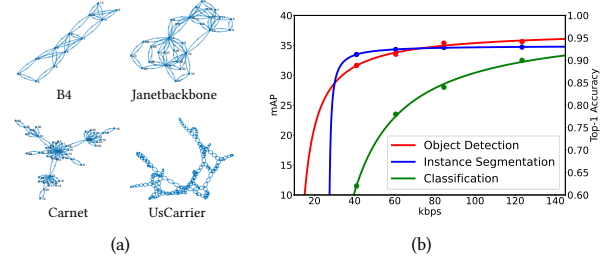 B4
Janetbackbone
Carnet
UsCarrier
(a)
40
35
30
25
20
15
10
mAP
20
40
60
80
100
120
140
kbps
1.00
0.95
0.90
0.85
0.80
0.75
0.70
0.65
0.60
Top-1 Accuracy
Object Detection
Instance Segmentation
Classification
(b)